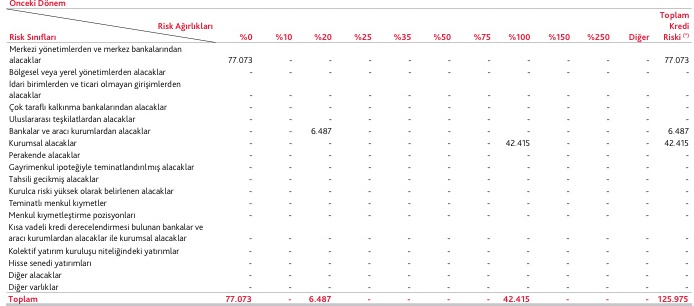 Önceki Dönem
Risk Ağırlıkları
Toplam
Kredi
Riski (*)
Risk Sınıfları %0 %10 %20 %25 %35 %50 %75 %100 %150 %250 Diğer
Merkezi yönetimlerden ve merkez bankalarından
alacaklar 77.073 - - - - - - - - - - 77.073
Bölgesel veya yerel yönetimlerden alacaklar - - - - - - - - - - - -
İdari birimlerden ve ticari olmayan girişimlerden
alacaklar - - - - - - - - - - - -
Çok taraflı kalkınma bankalarından alacaklar - - - - - - - - - - - -
Uluslararası teşkilatlardan alacaklar - - - - - - - - - - - -
Bankalar ve aracı kurumlardan alacaklar - - 6.487 - - - - - - - - 6.487
Kurumsal alacaklar - - - - - - - 42.415 - - - 42.415
Perakende alacaklar - - - - - - - - - - - -
Gayrimenkul ipoteğiyle teminatlandırılmış alacaklar - - - - - - - - - - - -
Tahsili gecikmiş alacaklar - - - - - - - - - - - -
Kurulca riski yüksek olarak belirlenen alacaklar - - - - - - - - - - - -
Teminatlı menkul kıymetler - - - - - - - - - - - -
Menkul kıymetleştirme pozisyonları - - - - - - - - - - - -
Kısa vadeli kredi derecelendirmesi bulunan bankalar ve
aracı kurumlardan alacaklar ile kurumsal alacaklar - - - - - - - - - - - -
Kolektif yatırım kuruluşu niteliğindeki yatırımlar - - - - - - - - - - - -
Hisse senedi yatırımları - - - - - - - - - - - -
Diğer alacaklar - - - - - - - - - - - -
Diğer varlıklar - - - - - - - - - - - -
Toplam 77.073 - 6.487 - - - - 42.415 - - - 125.975